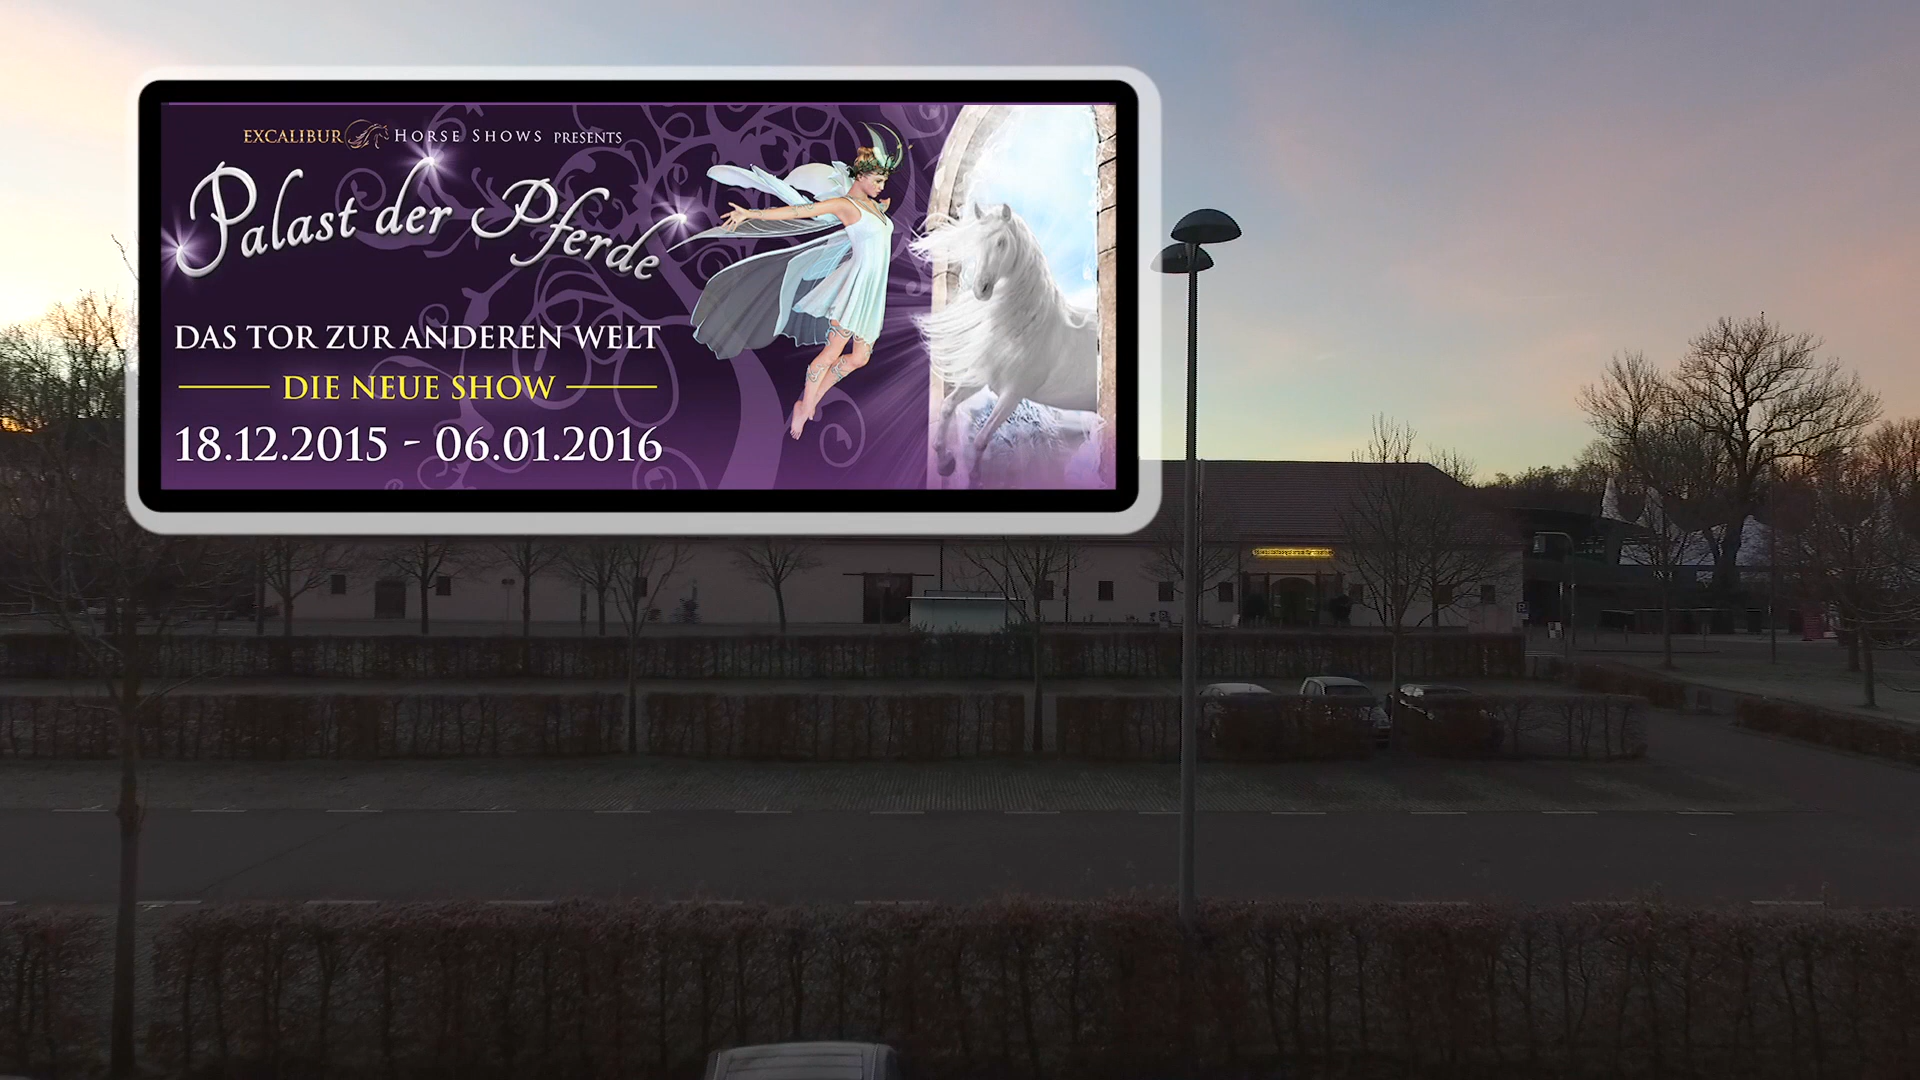 EXCALIBUR HORSE SHOWS PRESENTS
Palast der Pferde
DAS TOR ZUR ANDEREN WELT
DIE NEUE SHOW
18.12.2015 - 06.01.2016